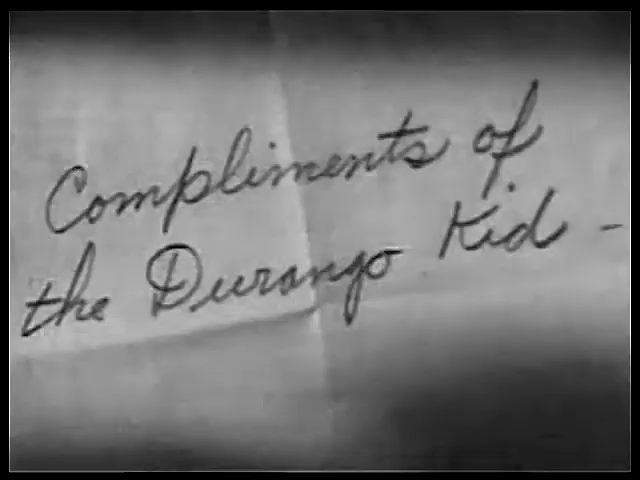 Compliments of
the Durango Kid -